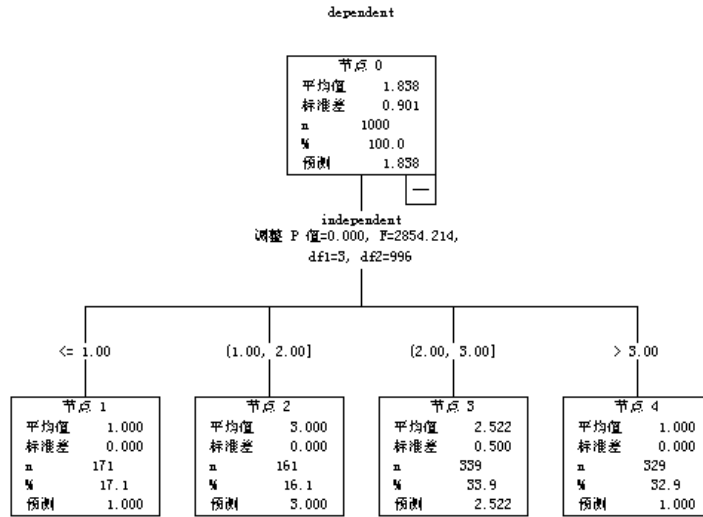 dependent
节点 0
平均值 1.838
标准差 0.901
n 1000
% 100.0
预测 1.838
independent
调整 P 值=0.000, F=2854.214,
df1=3, df2=996
<= 1.00
(1.00, 2.00]
(2.00, 3.00]
> 3.00
节点 1
平均值 1.000
标准差 0.000
n 171
% 17.1
预测 1.000
节点 2
平均值 3.000
标准差 0.000
n 161
% 16.1
预测 3.000
节点 3
平均值 2.522
标准差 0.500
n 339
% 33.9
预测 2.522
节点 4
平均值 1.000
标准差 0.000
n 329
% 32.9
预测 1.000